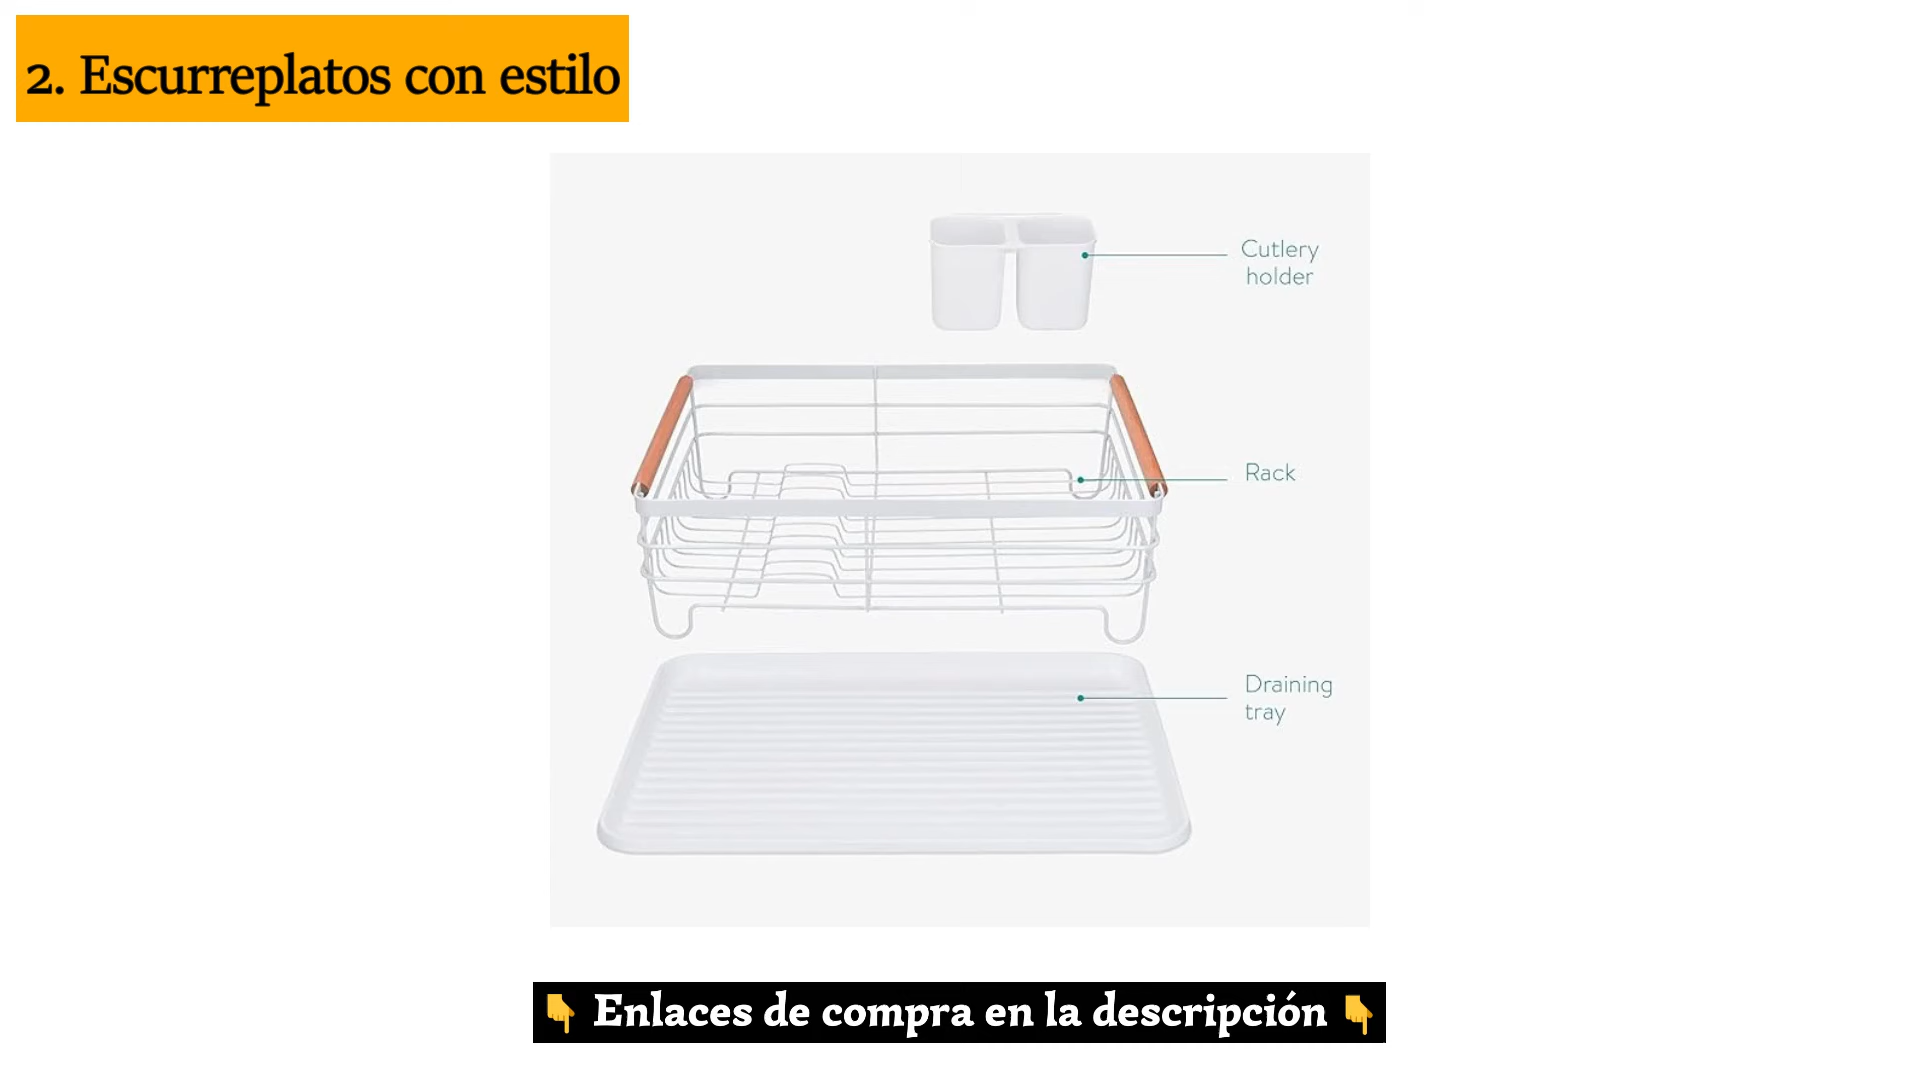 2. Escurreplatos con estilo
Cutlery
holder
Rack
Draining
tray
👇 Enlaces de compra en la descripción 👇